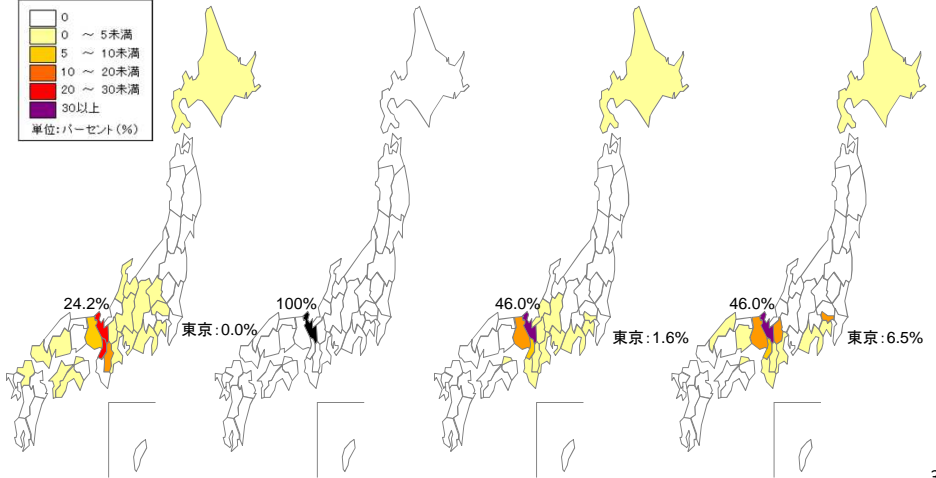 0
0 ~ 5未満
5 ~ 10未満
10 ~ 20未満
20 ~ 30未満
30以上
単位:パーセント(%)
24.2%
東京:0.0%
100%
46.0%
東京:1.6%
46.0%
東京:6.5%